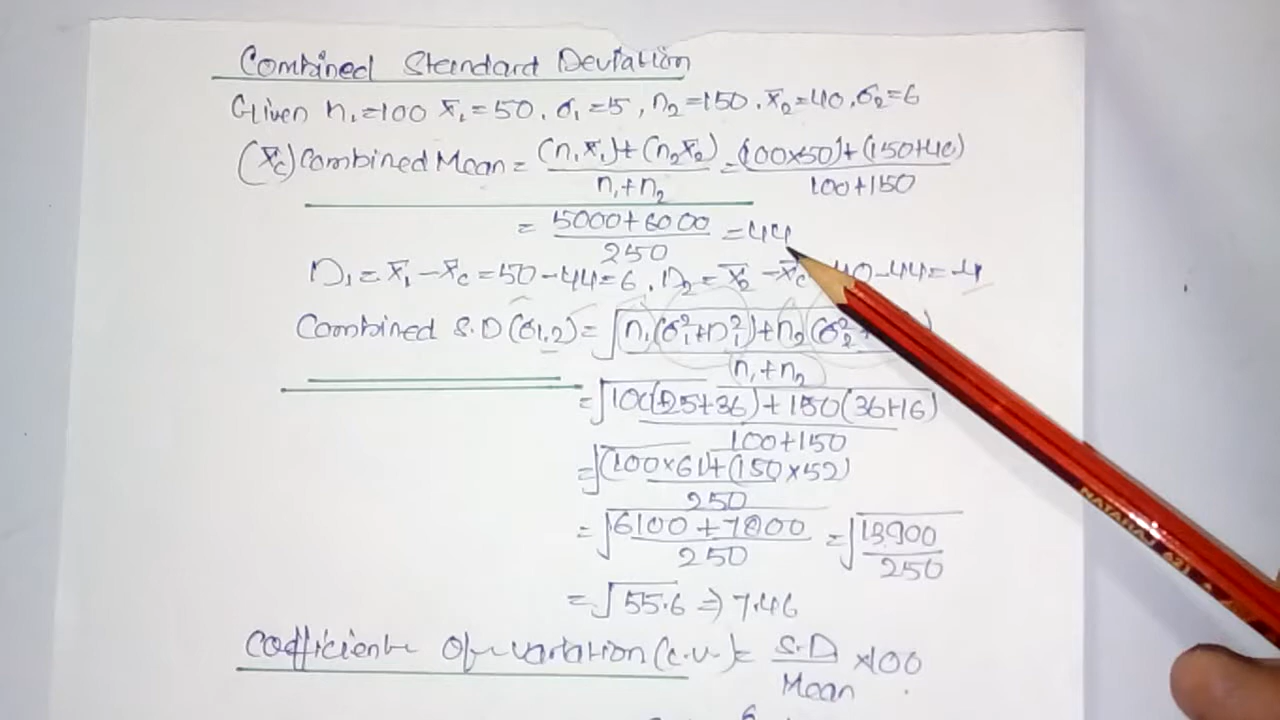 Combined Standard Deviation
Given n₁=100 x̄₁=50, σ₁=5, n₂=150, x̄₂=40, σ₂=6
(x̄c) Combined Mean = (n₁x̄₁)+(n₂x̄₂) / n₁+n₂ = (100×50)+(150+40) / 100+150
= 5000+6000 / 250 = 44
D₁ = x̄₁ - x̄c = 50-44=6, D₂ = x̄₂ - x̄c 40-44=-4
Combined S.D (σ1,2) = √n₁(σ₁²+D₁²)+n₂(σ₂² ) / n₁+n₂
= √100(25+36)+150(36+16) / 100+150
= √(100×61)+(150×52) / 250
= √6100+7800 / 250 = √13900 / 250
= √55.6 ⇒ 7.46
Coefficient Of variation (c.v) = S.D / Mean ×100
NATARAJ 621